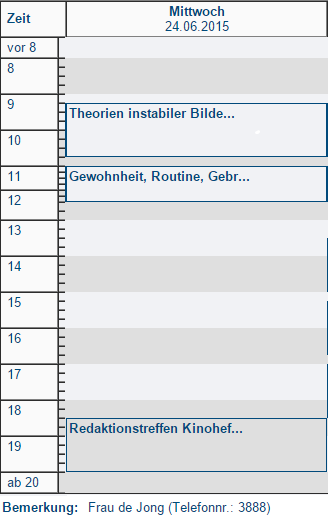 Zeit
Mittwoch
24.06.2015
vor 8
8
9
Theorien instabiler Bilde...
10
11
Gewohnheit, Routine, Gebr...
12
13
14
15
16
17
18
Redaktionstreffen Kinohef...
19
ab 20
Bemerkung: Frau de Jong (Telefonnr.: 3888)